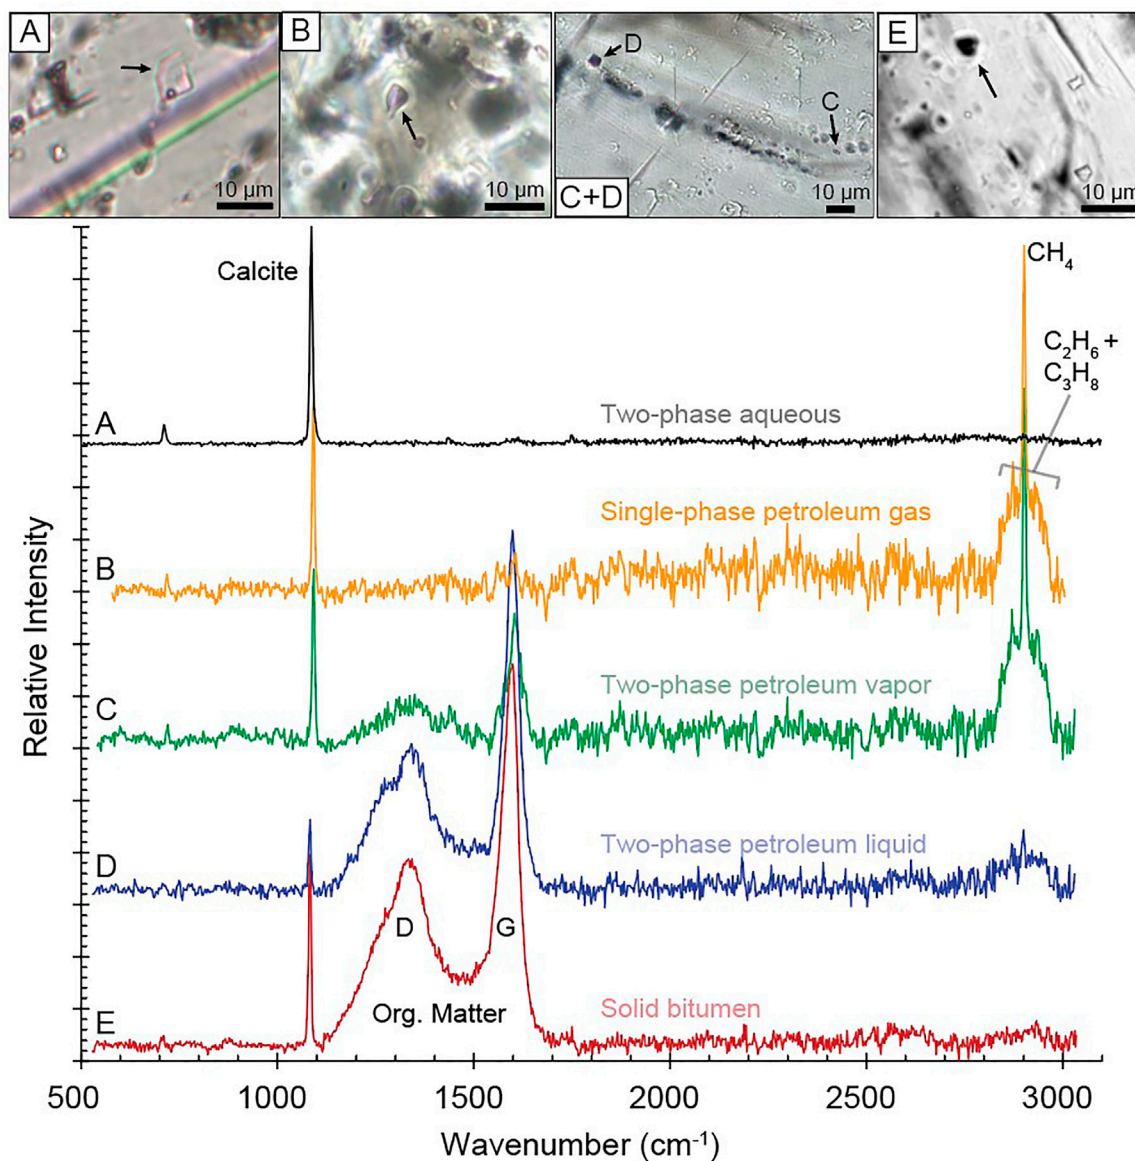 A
10 µm
B
10 µm
D
C
C+D
10 µm
E
10 µm
Calcite
CH₄
C₂H₆ +
C₃H₈
A
Two-phase aqueous
Single-phase petroleum gas
B
Two-phase petroleum vapor
C
Two-phase petroleum liquid
D
D
G
Org. Matter
Solid bitumen
E
Relative Intensity
500
1000
1500
2000
2500
3000
Wavenumber (cm⁻¹)